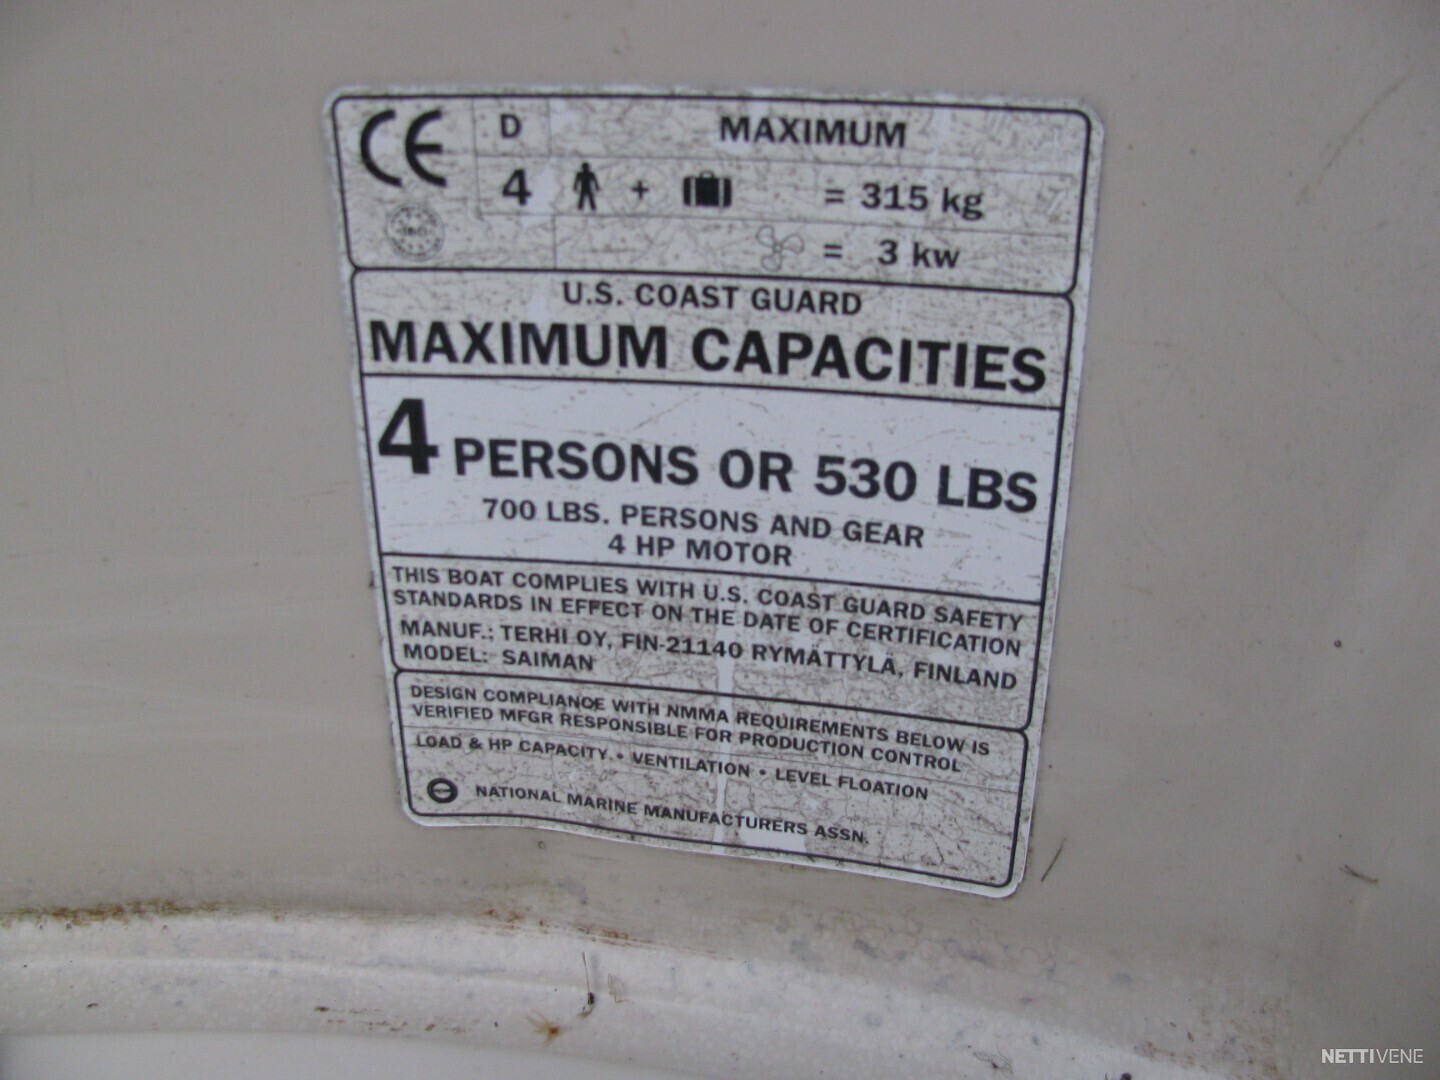 CE D MAXIMUM
4 + = 315 kg
= 3 kw
U.S. COAST GUARD
MAXIMUM CAPACITIES
4 PERSONS OR 530 LBS
700 LBS. PERSONS AND GEAR
4 HP MOTOR
THIS BOAT COMPLIES WITH U.S. COAST GUARD SAFETY
STANDARDS IN EFFECT ON THE DATE OF CERTIFICATION
MANUF.: TERHI OY, FIN-21140 RYMÄTTYLÄ, FINLAND
MODEL: SAIMAN
DESIGN COMPLIANCE WITH NMMA REQUIREMENTS BELOW IS
VERIFIED MFGR RESPONSIBLE FOR PRODUCTION CONTROL
LOAD & HP CAPACITY • VENTILATION • LEVEL FLOATION
NATIONAL MARINE MANUFACTURERS ASSN.
NETTIVENE